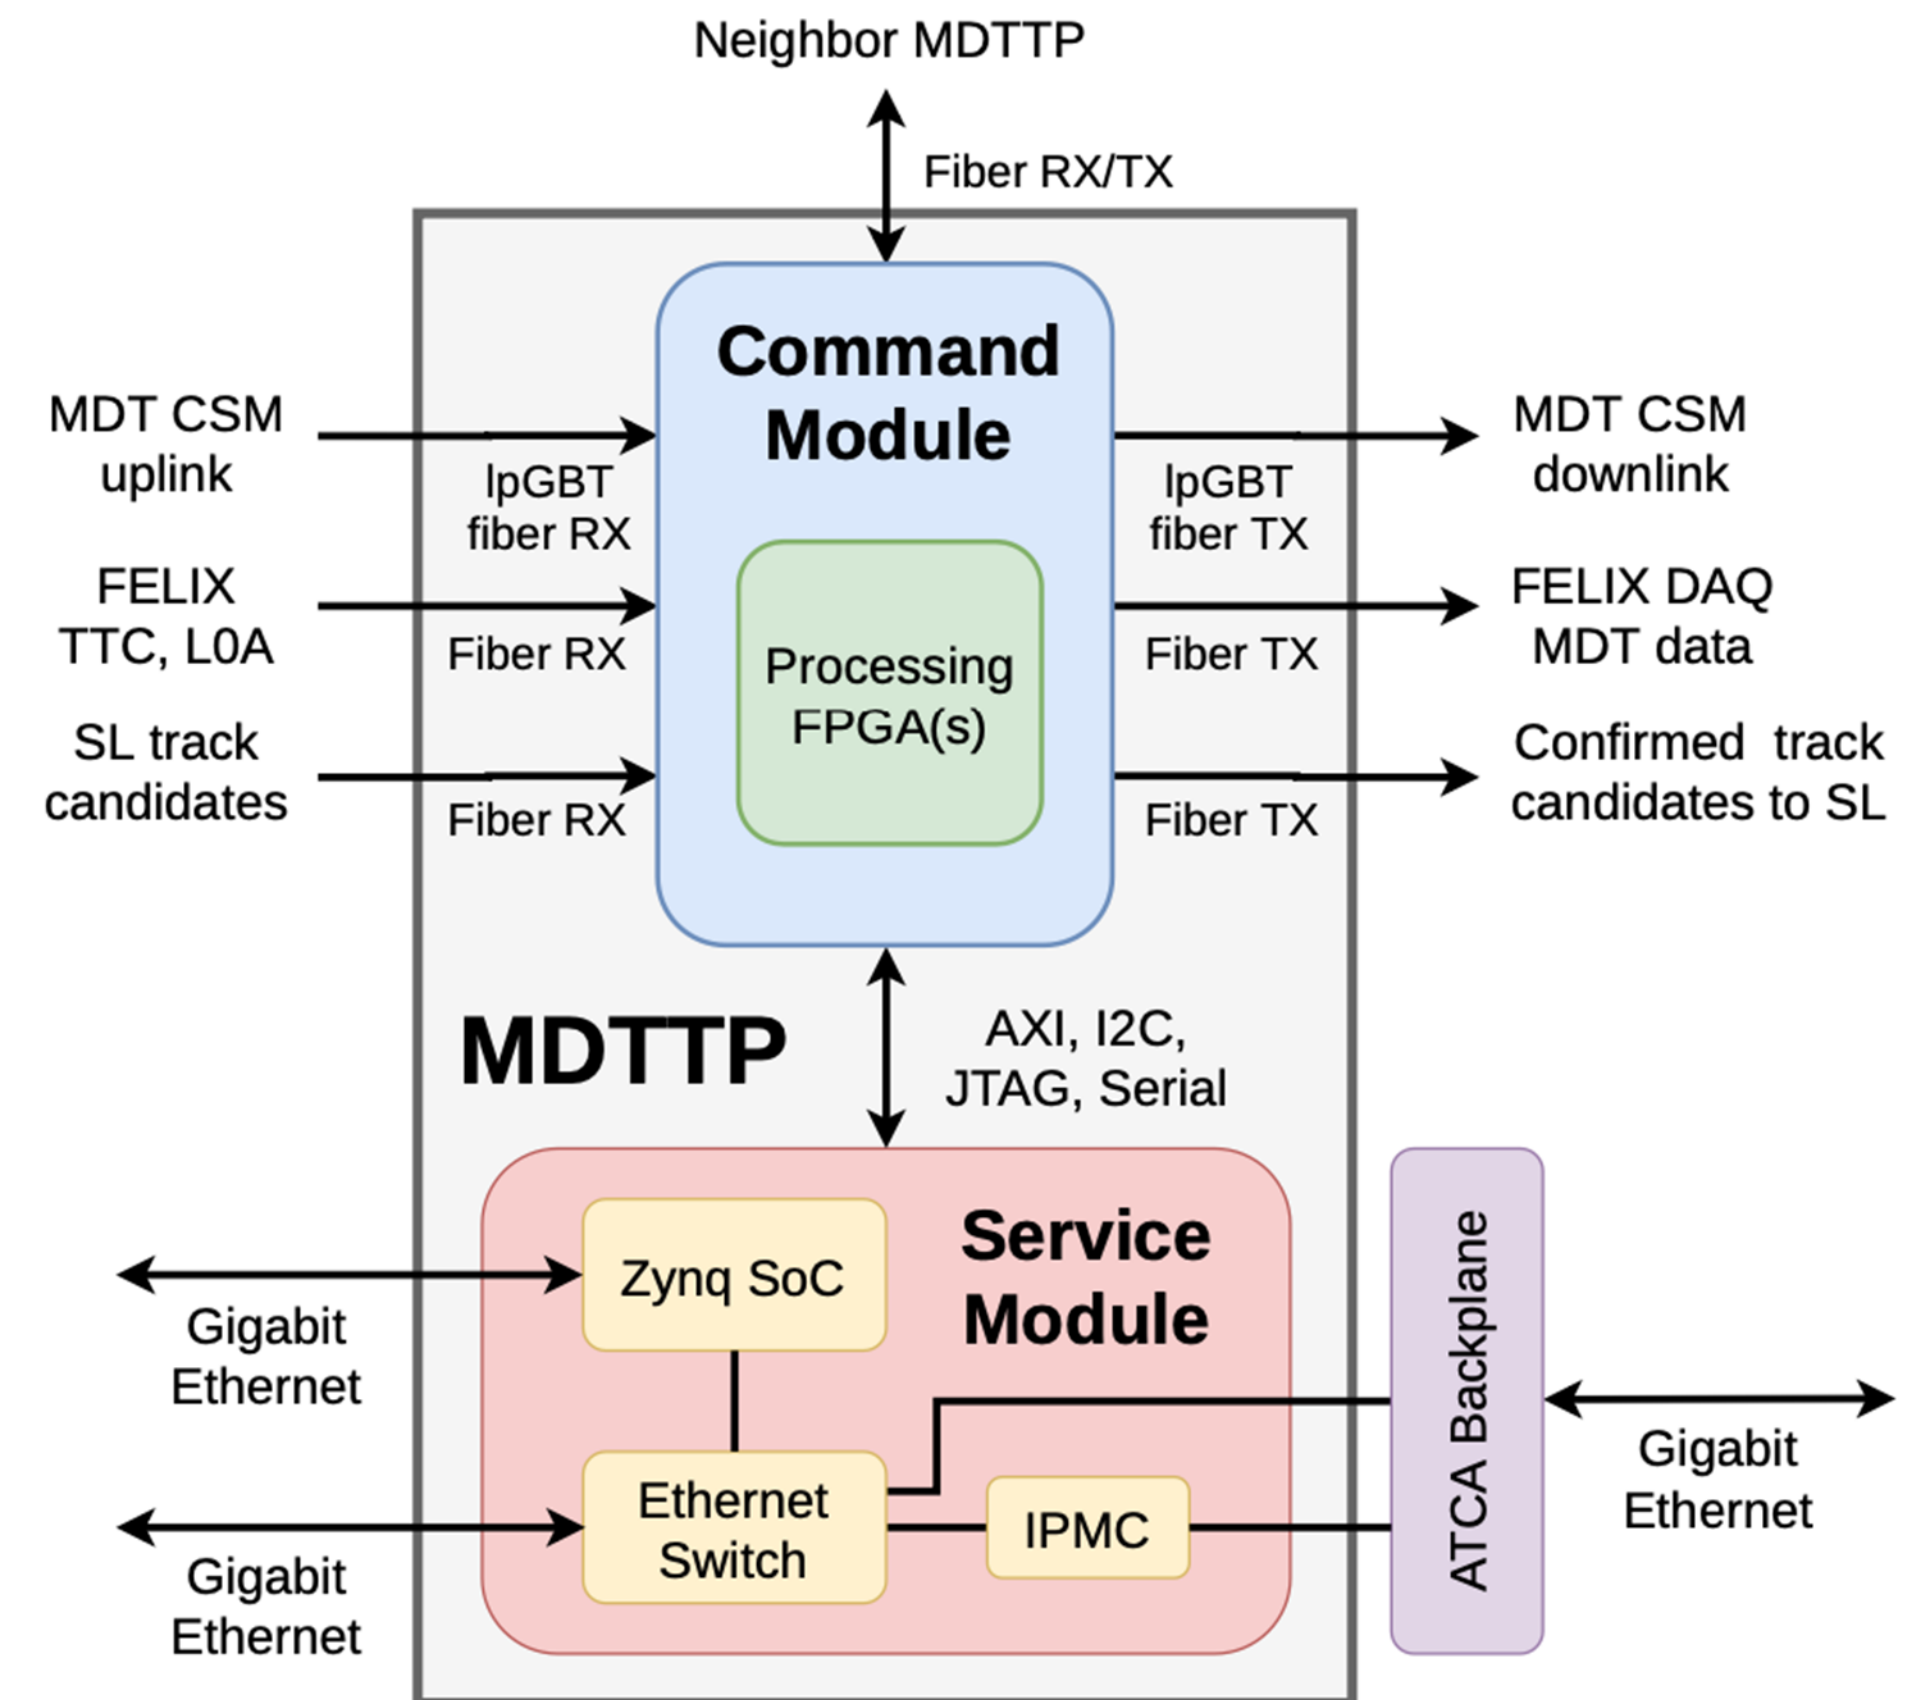 Neighbor MDTTP
Fiber RX/TX
Command
Module
MDT CSM
uplink
lpGBT
fiber RX
lpGBT
fiber TX
MDT CSM
downlink
FELIX
TTC, L0A
Fiber RX
Processing
FPGA(s)
Fiber TX
FELIX DAQ
MDT data
SL track
candidates
Fiber RX
Fiber TX
Confirmed track
candidates to SL
MDTTP
AXI, I2C,
JTAG, Serial
Service
Module
Zynq SoC
Gigabit
Ethernet
Ethernet
Switch
IPMC
Gigabit
Ethernet
ATCA Backplane
Gigabit
Ethernet